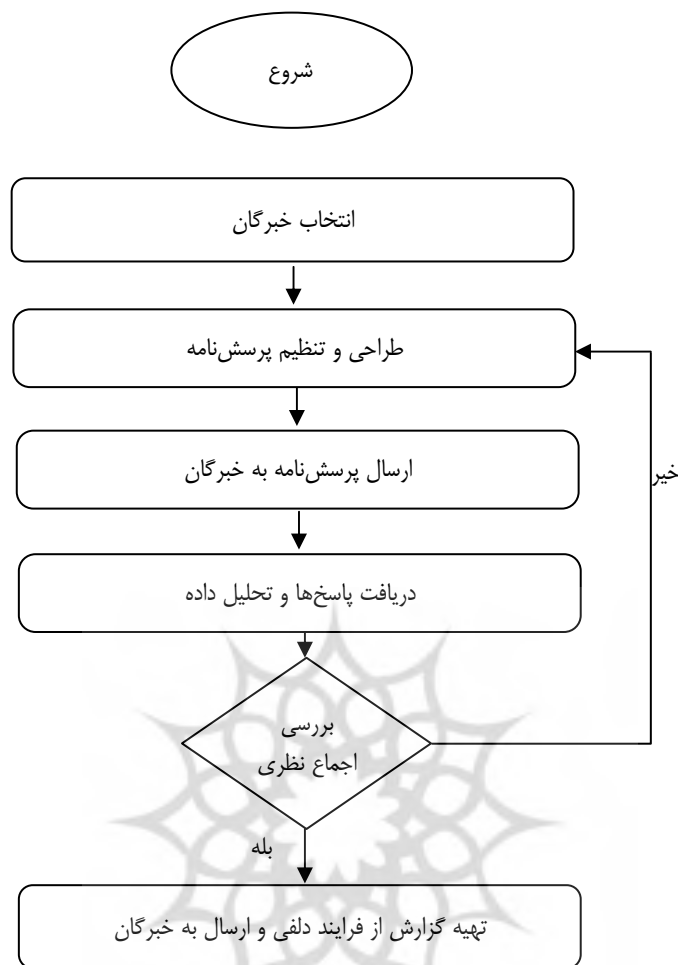 شروع
انتخاب خبرگان
طراحی و تنظیم پرسش‌نامه
ارسال پرسش‌نامه به خبرگان
خیر
دریافت پاسخ‌ها و تحلیل داده
بررسی
اجماع نظری
بله
تهیه گزارش از فرایند دلفی و ارسال به خبرگان